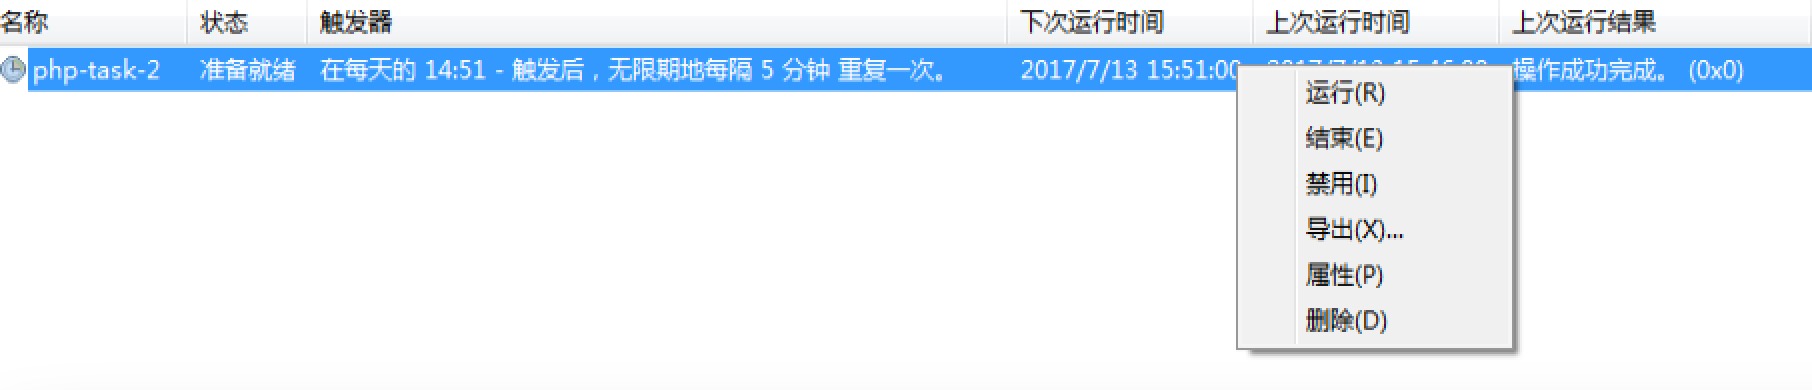 名称 状态 触发器 下次运行时间 上次运行时间 上次运行结果
php-task-2 准备就绪 在每天的 14:51 - 触发后，无限期地每隔 5 分钟 重复一次。 2017/7/13 15:51:00 操作成功完成。 (0x0)
运行(R)
结束(E)
禁用(I)
导出(X)...
属性(P)
删除(D)